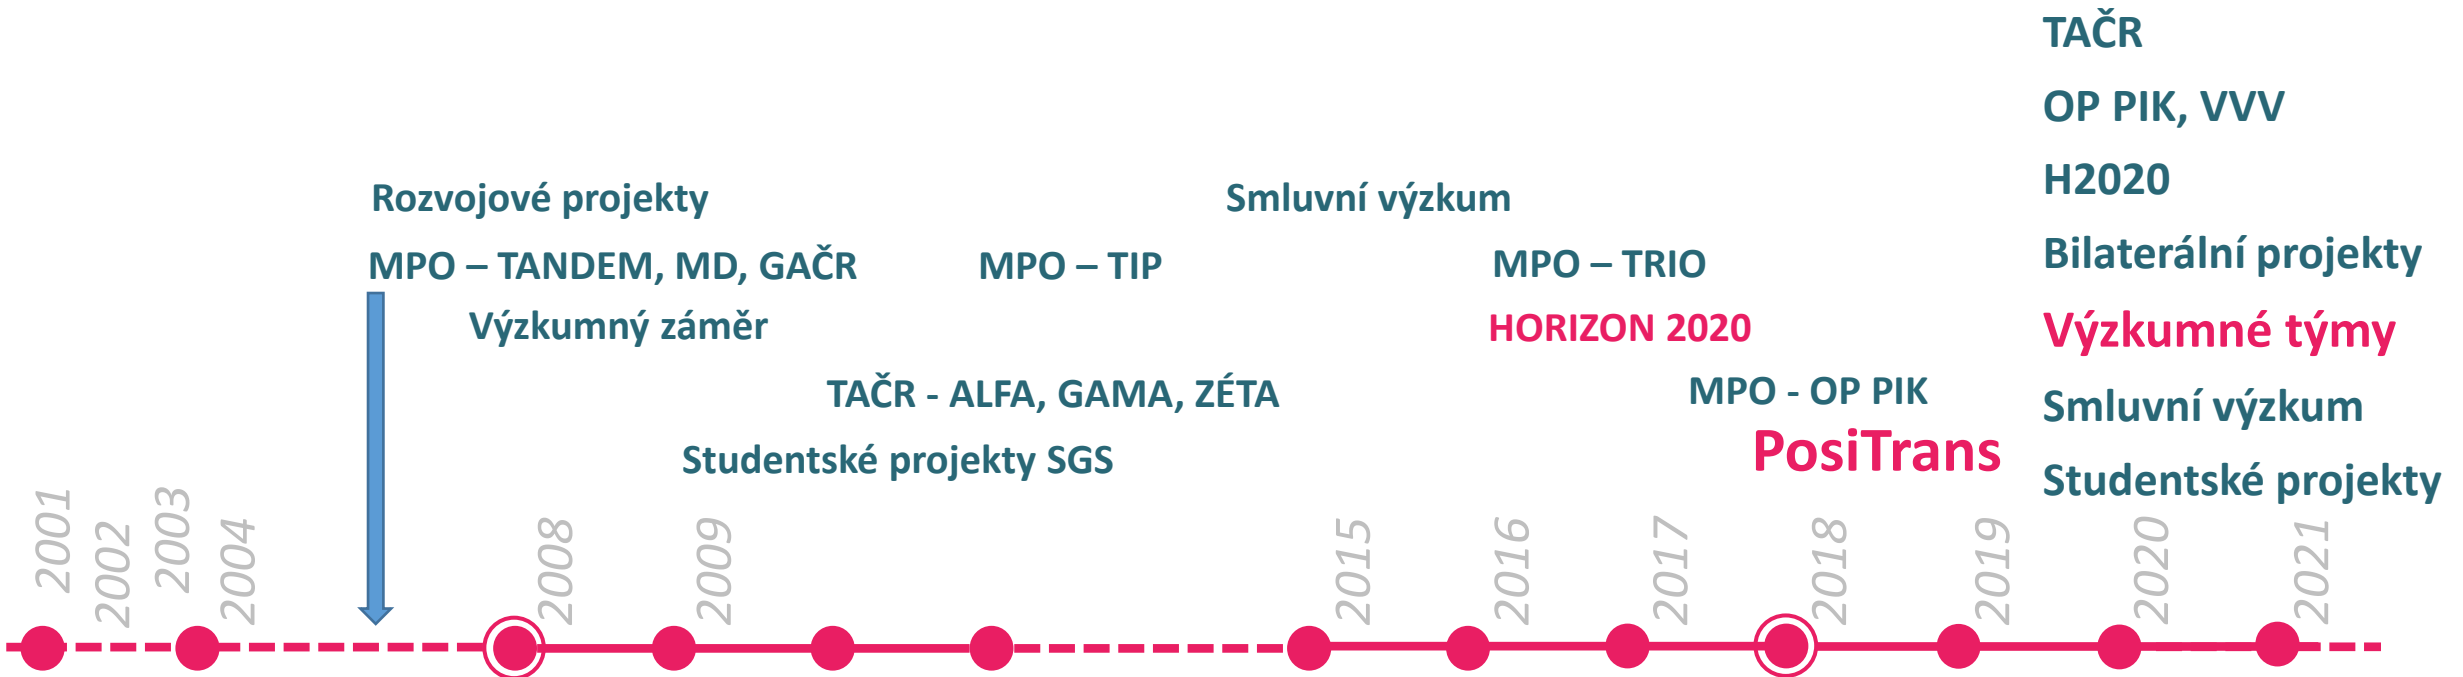 TAČR
OP PIK, VVV
H2020
Rozvojové projekty
Smluvní výzkum
Bilaterální projekty
MPO – TANDEM, MD, GAČR
MPO – TIP
MPO – TRIO
Výzkumný záměr
HORIZON 2020
Výzkumné týmy
TAČR - ALFA, GAMA, ZÉTA
MPO - OP PIK
Smluvní výzkum
Studentské projekty SGS
PosiTrans
Studentské projekty
2001
2002
2003
2004
2008
2009
2015
2016
2017
2018
2019
2020
2021